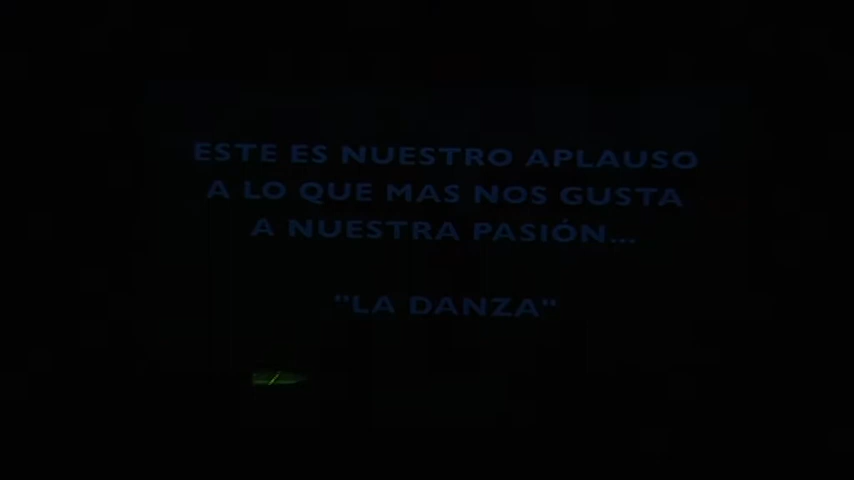 ESTE ES NUESTRO APLAUSO
A LO QUE MAS NOS GUSTA
A NUESTRA PASIÓN...
"LA DANZA"